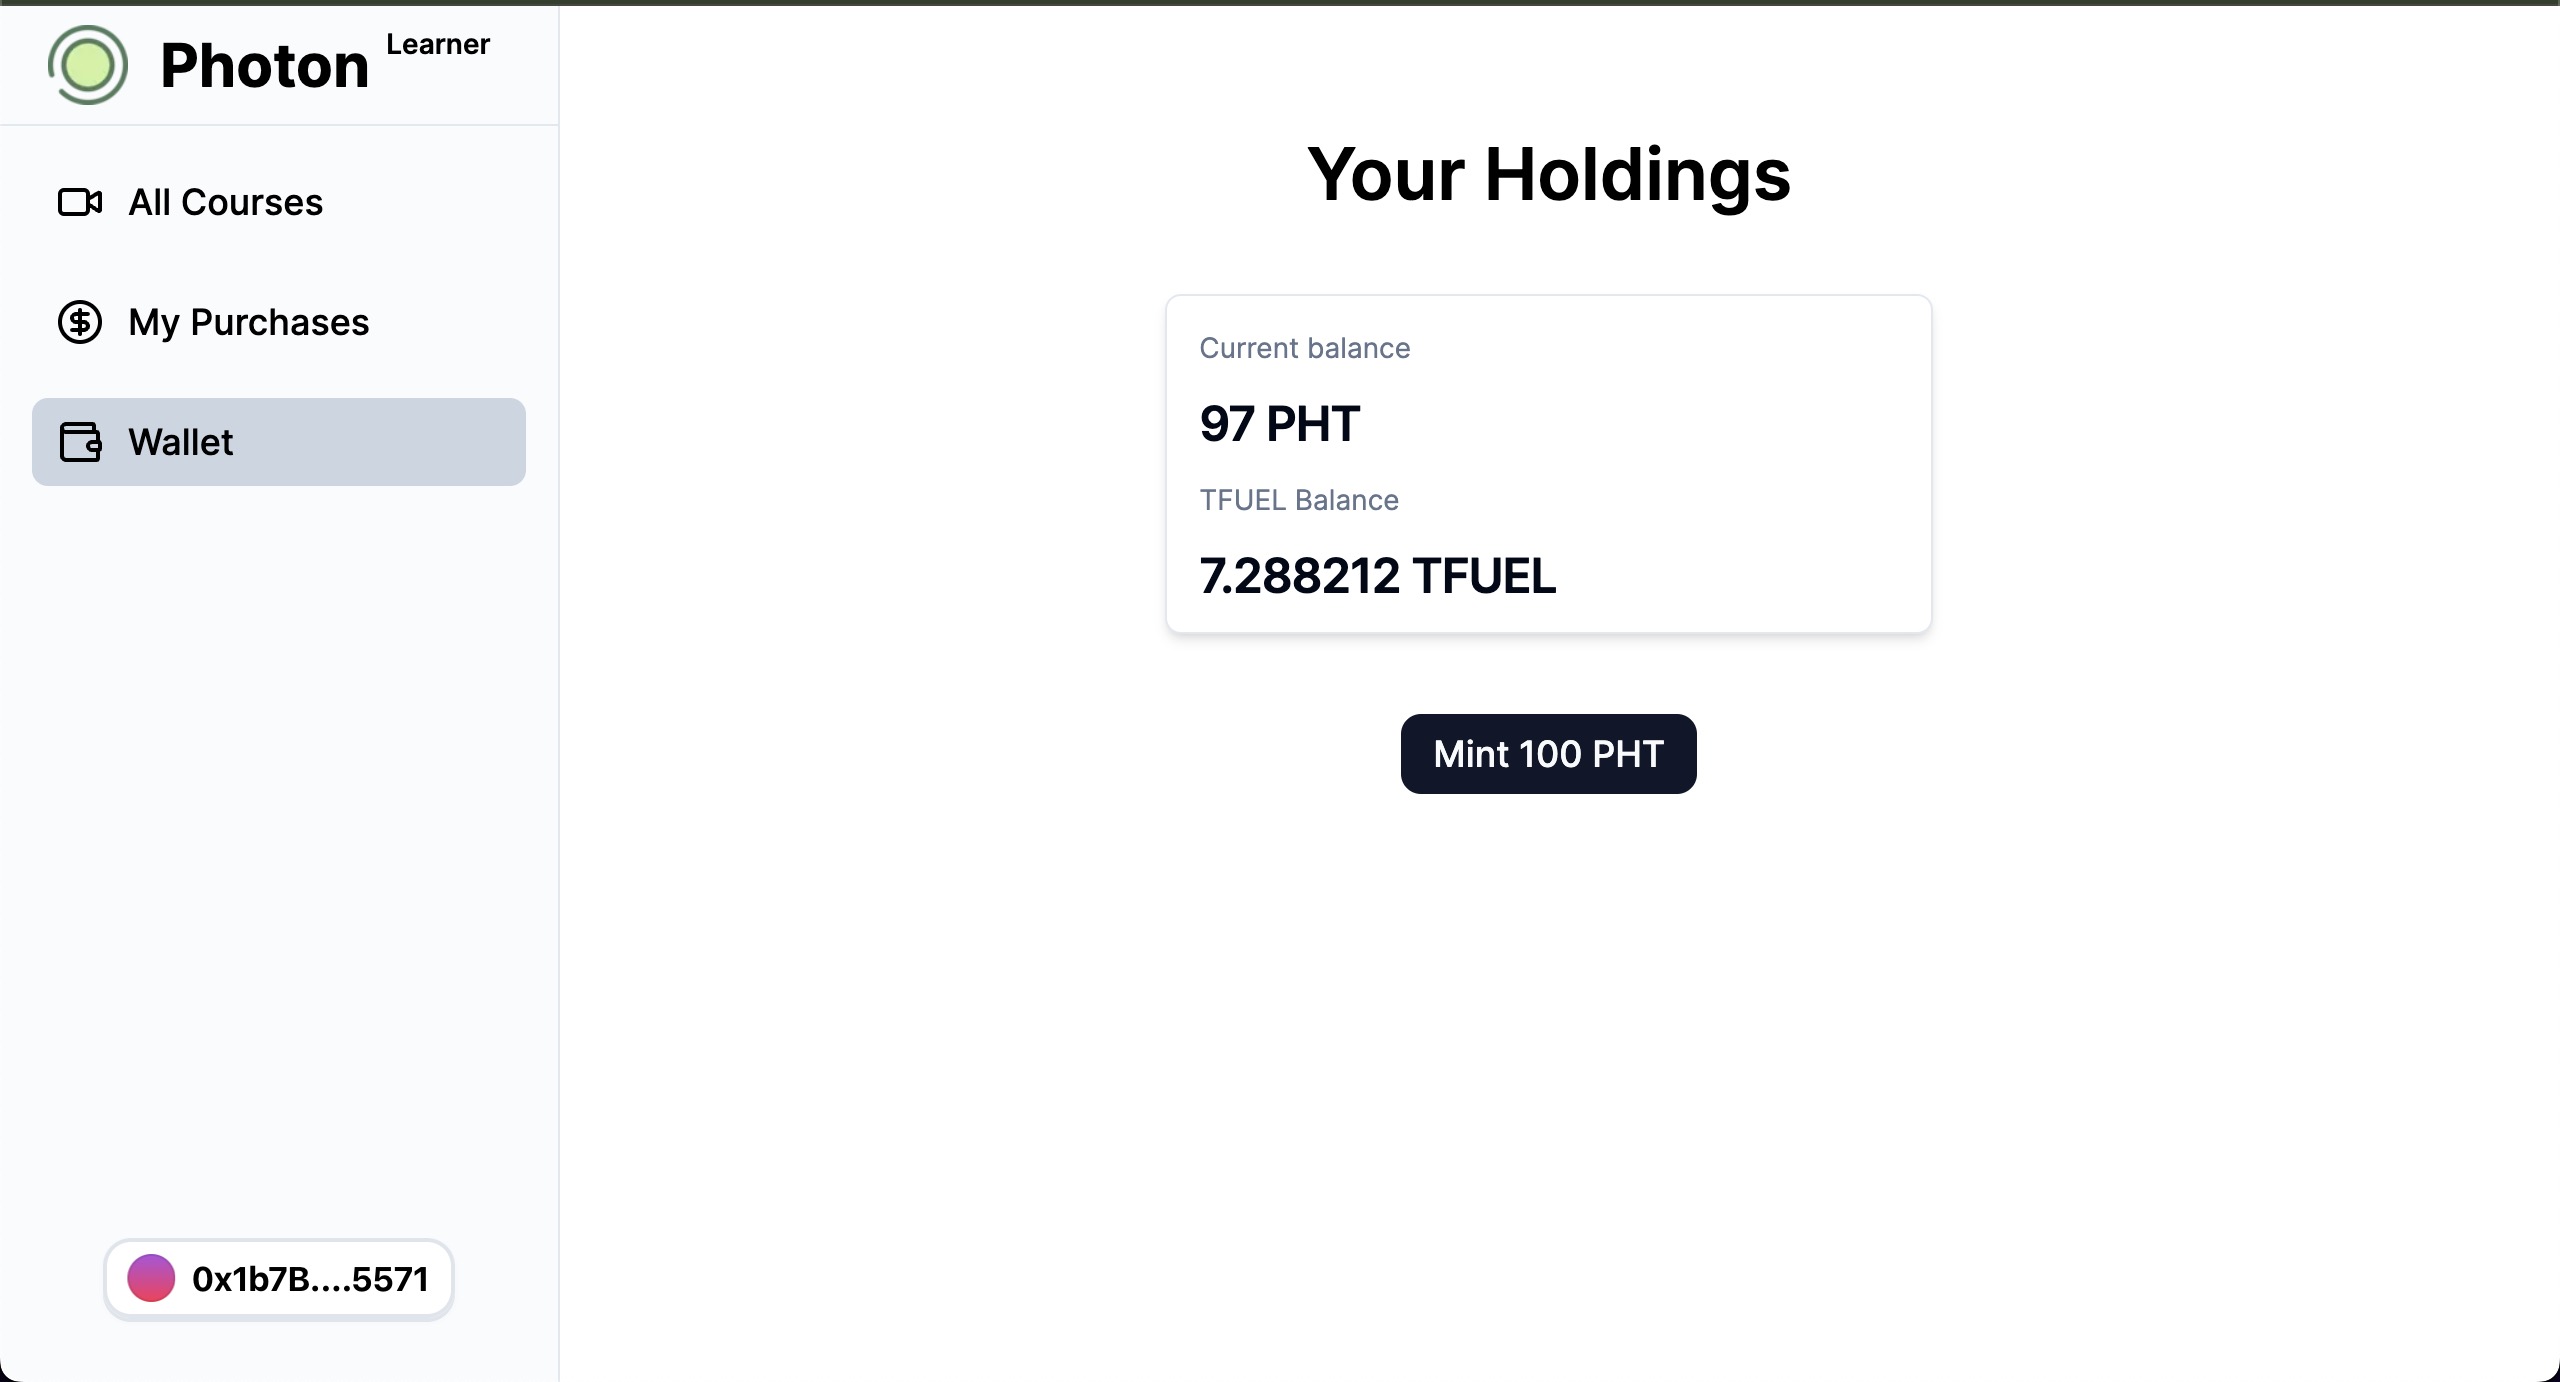 Photon Learner
All Courses
My Purchases
Wallet
0x1b7B....5571
Your Holdings
Current balance
97 PHT
TFUEL Balance
7.288212 TFUEL
Mint 100 PHT